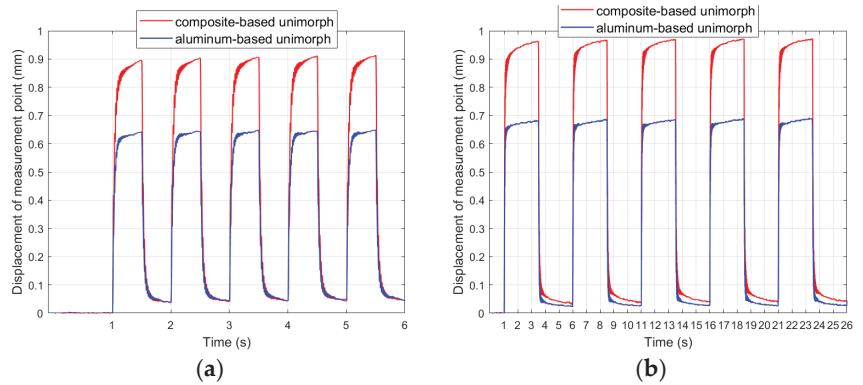 composite-based unimorph
aluminum-based unimorph
Displacement of measurement point (mm)
1
0.9
0.8
0.7
0.6
0.5
0.4
0.3
0.2
0.1
0
1 2 3 4 5 6
Time (s)
(a)
composite-based unimorph
aluminum-based unimorph
Displacement of measurement point (mm)
1
0.9
0.8
0.7
0.6
0.5
0.4
0.3
0.2
0.1
0
1 2 3 4 5 6 7 8 9 10 11 12 13 14 15 16 17 18 19 20 21 22 23 24 25 26
Time (s)
(b)